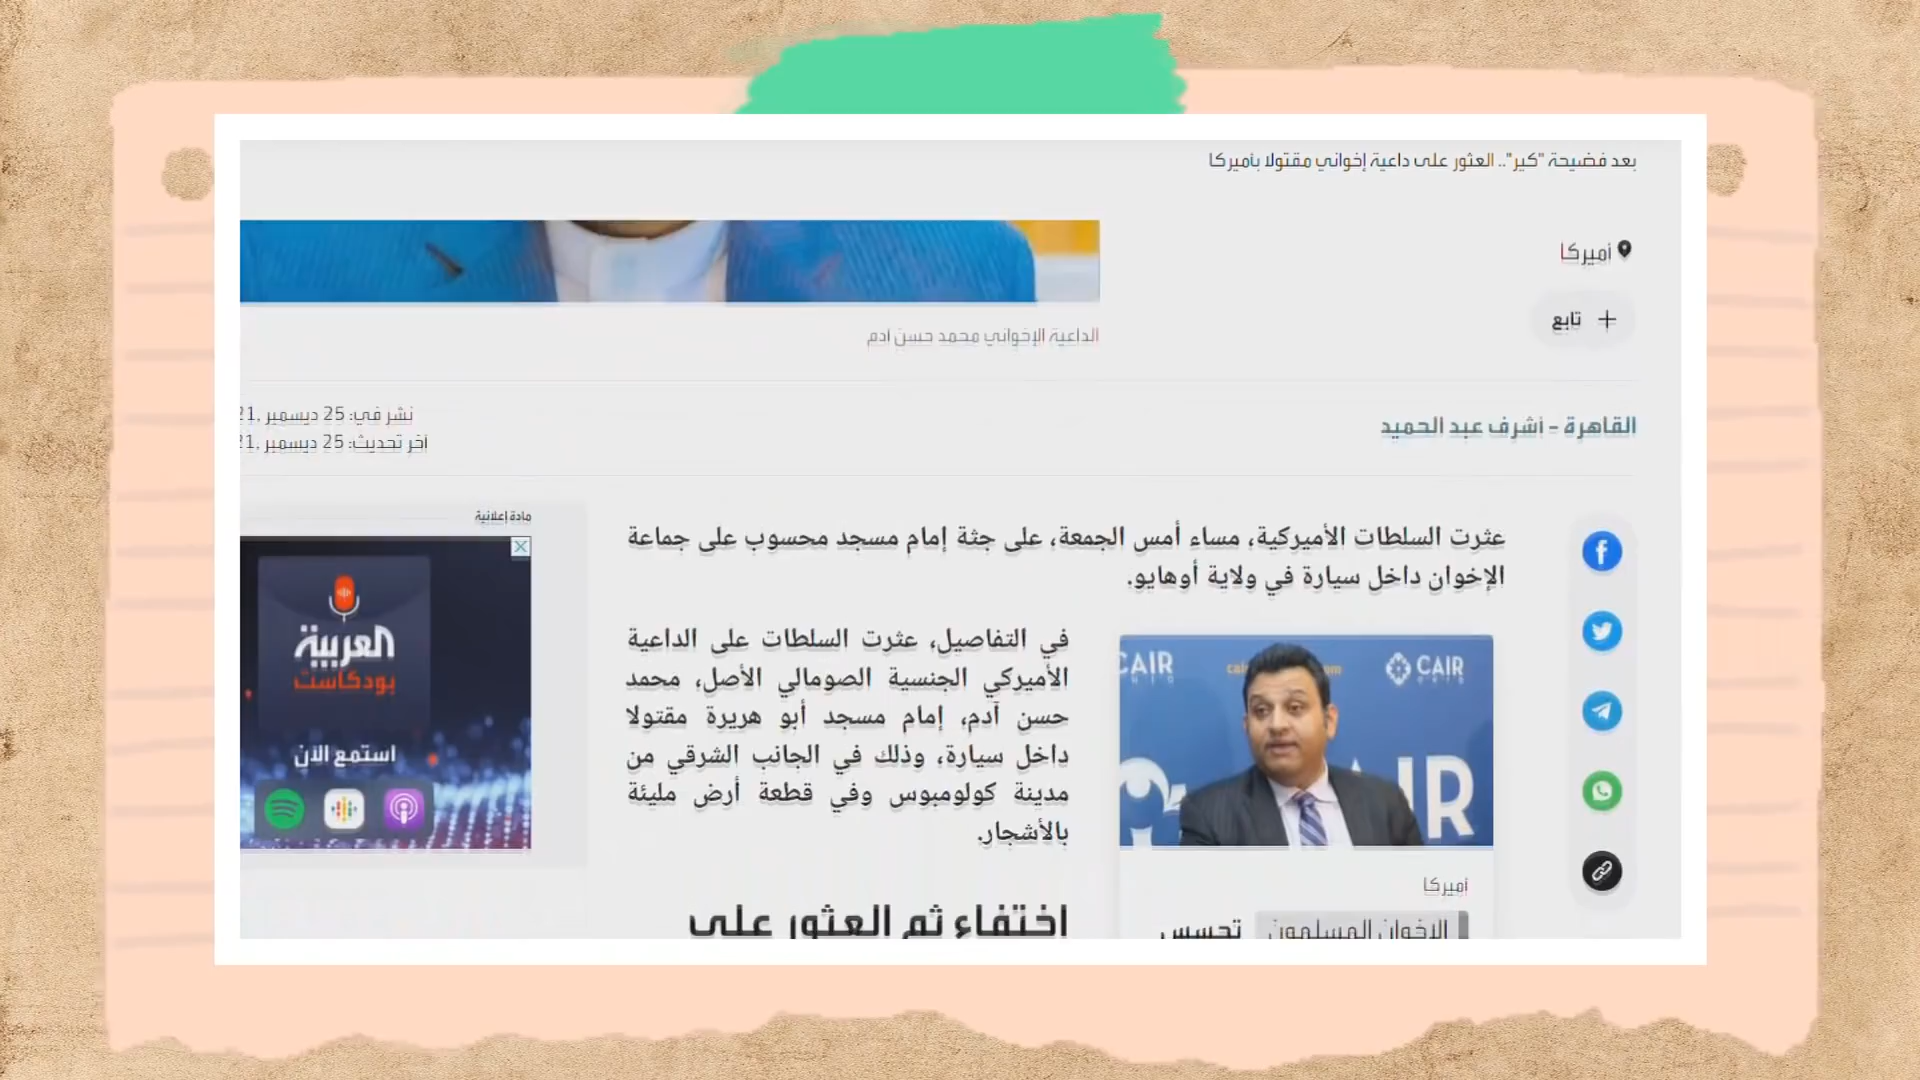 بعد فضيحة "كير".. العثور على داعية إخواني مقتولا بأميركا
أميركا
تابع
الداعية الإخواني محمد حسن آدم
القاهرة - أشرف عبد الحميد
نشر في: 25 ديسمبر ,21
آخر تحديث: 25 ديسمبر ,21
عثرت السلطات الأميركية، مساء أمس الجمعة، على جثة إمام مسجد محسوب على جماعة
الإخوان داخل سيارة في ولاية أوهايو.
في التفاصيل، عثرت السلطات على الداعية
الأميركي الجنسية الصومالي الأصل، محمد
حسن آدم، إمام مسجد أبو هريرة مقتولا
داخل سيارة، وذلك في الجانب الشرقي من
مدينة كولومبوس وفي قطعة أرض مليئة
بالأشجار.
اختفاء ثم العثور على
CAIR
CAIR
أميركا
الإخوان المسلمون تجسس
مادة إعلانية
العربية
بودكاست
استمع الآن